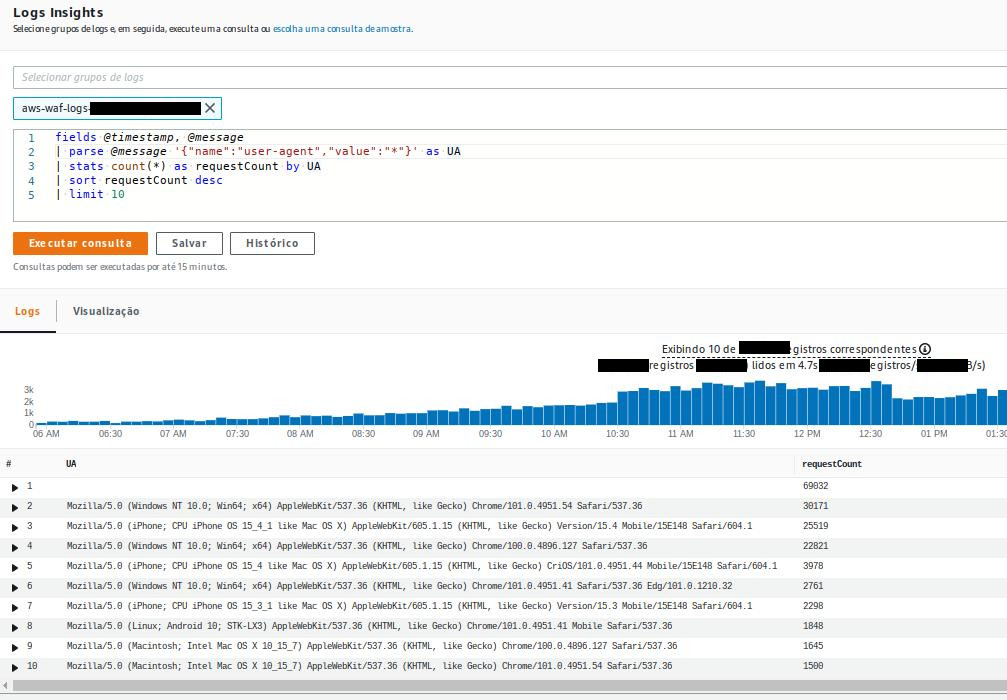 Logs Insights
Selecione grupos de logs e, em seguida, execute uma consulta ou escolha uma consulta de amostra.
Selecionar grupos de logs
aws-waf-logs-
1 fields @timestamp, @message
2 | parse @message '{"name":"user-agent","value":"*"}' as UA
3 | stats count(*) as requestCount by UA
4 | sort requestCount desc
5 | limit 10
Executar consulta Salvar Histórico
Consultas podem ser executadas por até 15 minutos.
Logs Visualização
Exibindo 10 de egistros correspondentes
registros lidos em 4.7s egistros/ B/s)
3k
2k
1k
0
06 AM 06:30 07 AM 07:30 08 AM 08:30 09 AM 09:30 10 AM 10:30 11 AM 11:30 12 PM 12:30 01 PM 01:30
# UA requestCount
1 69032
2 Mozilla/5.0 (Windows NT 10.0; Win64; x64) AppleWebKit/537.36 (KHTML, like Gecko) Chrome/101.0.4951.54 Safari/537.36 30171
3 Mozilla/5.0 (iPhone; CPU iPhone OS 15_4_1 like Mac OS X) AppleWebKit/605.1.15 (KHTML, like Gecko) Version/15.4 Mobile/15E148 Safari/604.1 25519
4 Mozilla/5.0 (Windows NT 10.0; Win64; x64) AppleWebKit/537.36 (KHTML, like Gecko) Chrome/100.0.4896.127 Safari/537.36 22821
5 Mozilla/5.0 (iPhone; CPU iPhone OS 15_4 like Mac OS X) AppleWebKit/605.1.15 (KHTML, like Gecko) CriOS/101.0.4951.44 Mobile/15E148 Safari/604.1 3978
6 Mozilla/5.0 (Windows NT 10.0; Win64; x64) AppleWebKit/537.36 (KHTML, like Gecko) Chrome/101.0.4951.41 Safari/537.36 Edg/101.0.1210.32 2761
7 Mozilla/5.0 (iPhone; CPU iPhone OS 15_3_1 like Mac OS X) AppleWebKit/605.1.15 (KHTML, like Gecko) Version/15.3 Mobile/15E148 Safari/604.1 2298
8 Mozilla/5.0 (Linux; Android 10; STK-LX3) AppleWebKit/537.36 (KHTML, like Gecko) Chrome/101.0.4951.41 Mobile Safari/537.36 1848
9 Mozilla/5.0 (Macintosh; Intel Mac OS X 10_15_7) AppleWebKit/537.36 (KHTML, like Gecko) Chrome/100.0.4896.127 Safari/537.36 1645
10 Mozilla/5.0 (Macintosh; Intel Mac OS X 10_15_7) AppleWebKit/537.36 (KHTML, like Gecko) Chrome/101.0.4951.54 Safari/537.36 1500